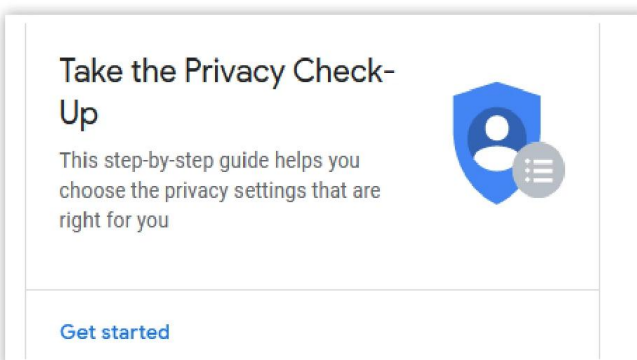 Take the Privacy Check-
Up
This step-by-step guide helps you
choose the privacy settings that are
right for you
Get started